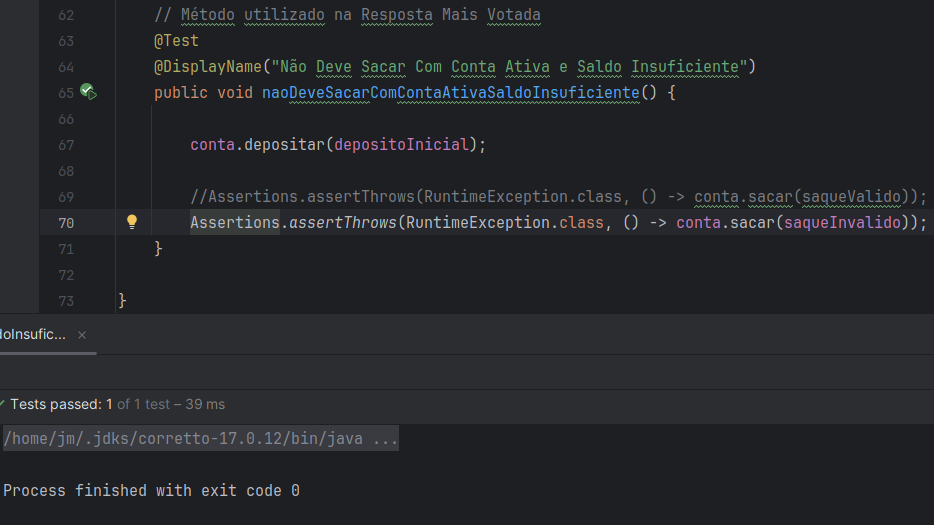 62 // Método utilizado na Resposta Mais Votada
63 @Test
64 @DisplayName("Não Deve Sacar Com Conta Ativa e Saldo Insuficiente")
65 public void naoDeveSacarComContaAtivaSaldoInsuficiente() {
66
67 conta.depositar(depositoInicial);
68
69 //Assertions.assertThrows(RuntimeException.class, () -> conta.sacar(saqueValido));
70 Assertions.assertThrows(RuntimeException.class, () -> conta.sacar(saqueInvalido));
71 }
72
73 }
doInsufic... ×
Tests passed: 1 of 1 test – 39 ms
/home/jm/.jdks/corretto-17.0.12/bin/java ...
Process finished with exit code 0